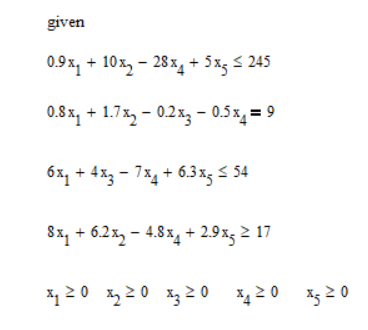 given
0.9x₁ + 10x₂ − 28x₄ + 5x₅ ≤ 245
0.8x₁ + 1.7x₂ − 0.2x₃ − 0.5x₄ = 9
6x₁ + 4x₃ − 7x₄ + 6.3x₅ ≤ 54
8x₁ + 6.2x₂ − 4.8x₄ + 2.9x₅ ≥ 17
x₁ ≥ 0 x₂ ≥ 0 x₃ ≥ 0 x₄ ≥ 0 x₅ ≥ 0